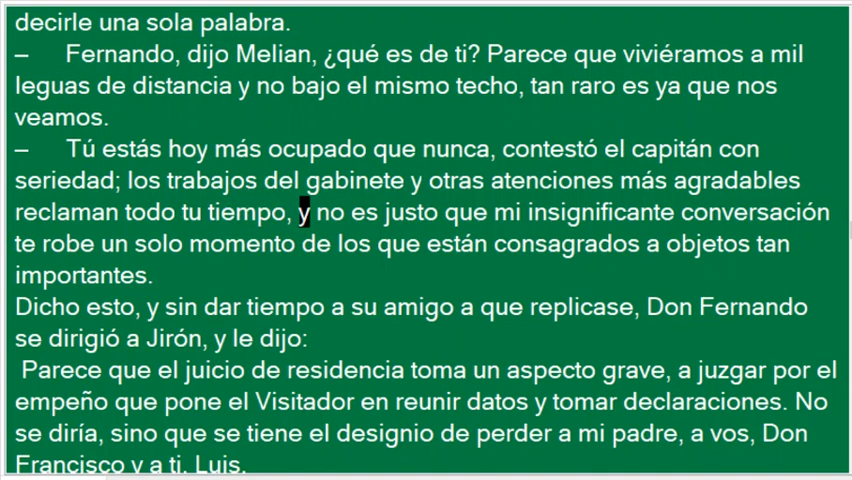 decirle una sola palabra.
– Fernando, dijo Melian, ¿qué es de ti? Parece que viviéramos a mil
leguas de distancia y no bajo el mismo techo, tan raro es ya que nos
veamos.
– Tú estás hoy más ocupado que nunca, contestó el capitán con
seriedad; los trabajos del gabinete y otras atenciones más agradables
reclaman todo tu tiempo, y no es justo que mi insignificante conversación
te robe un solo momento de los que están consagrados a objetos tan
importantes.
Dicho esto, y sin dar tiempo a su amigo a que replicase, Don Fernando
se dirigió a Jirón, y le dijo:
Parece que el juicio de residencia toma un aspecto grave, a juzgar por el
empeño que pone el Visitador en reunir datos y tomar declaraciones. No
se diría, sino que se tiene el designio de perder a mi padre, a vos, Don
Francisco y a ti, Luis.